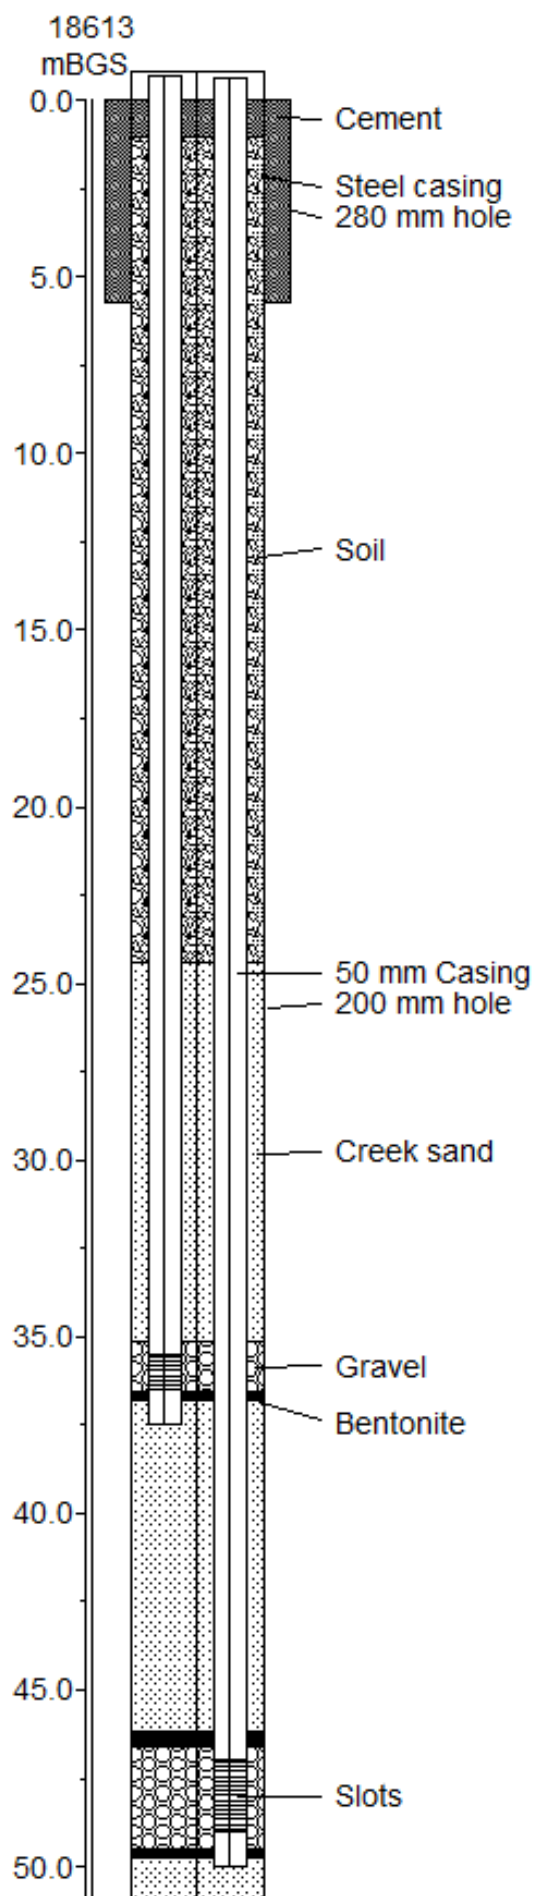 18613
mBGS
0.0
Cement
Steel casing
280 mm hole
5.0
10.0
Soil
15.0
20.0
50 mm Casing
25.0
200 mm hole
30.0
Creek sand
35.0
Gravel
Bentonite
40.0
45.0
Slots
50.0